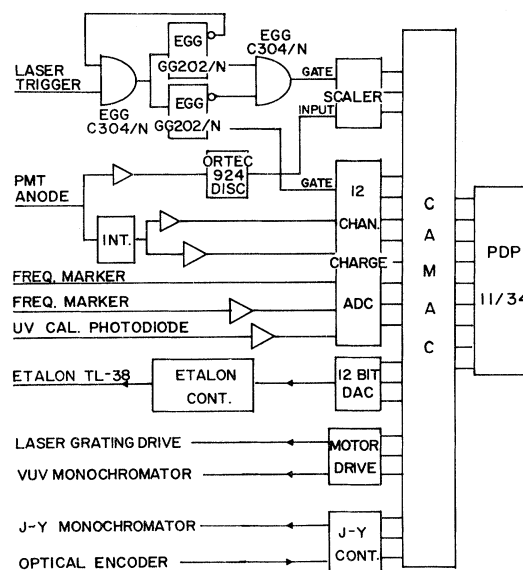 EGG
EGG
C304/N
GG202/N
LASER
TRIGGER
EGG
C304/N
EGG
GG202/N
GATE
INPUT
SCALER
PMT
ANODE
ORTEC
924
DISC
GATE
INT.
12
CHAN.
CHARGE
ADC
FREQ. MARKER
FREQ. MARKER
UV CAL. PHOTODIODE
ETALON TL-38
ETALON
CONT.
12 BIT
DAC
LASER GRATING DRIVE
VUV MONOCHROMATOR
MOTOR
DRIVE
J-Y MONOCHROMATOR
OPTICAL ENCODER
J-Y
CONT.
C
A
M
A
C
PDP
11/34